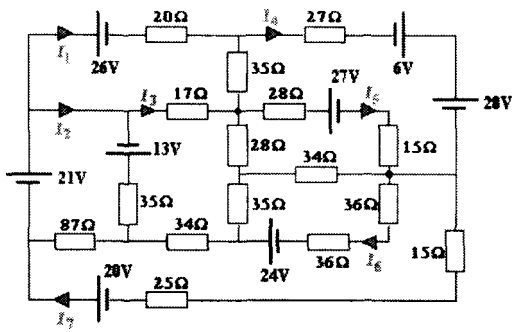 20Ω I₄ 27Ω
I₁ 26V 35Ω 6V
27V
I₂ I₃ 17Ω 28Ω I₅ 28V
13V 28Ω 15Ω
34Ω
21V
35Ω 35Ω 36Ω
87Ω 34Ω
24V 36Ω I₆ 15Ω
20V 25Ω
I₇